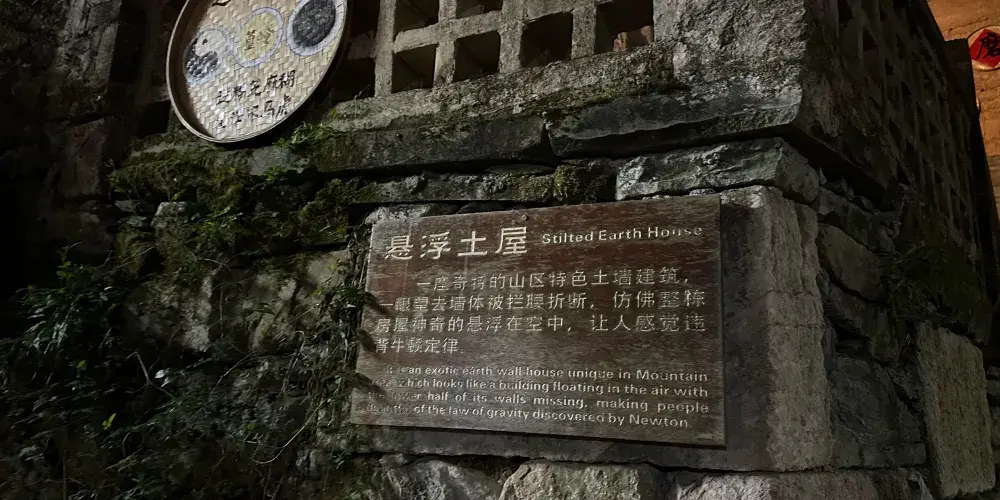 悬浮土屋 Stilted Earth House
一座奇特的山区特色土墙建筑，
一眼望去墙体被拦腰折断，仿佛整栋
房屋神奇的悬浮在空中，让人感觉违
背牛顿定律.
It is an exotic earth wall house unique in Mountain
which looks like a building floating in the air with
the lower half of its walls missing, making people
of the law of gravity discovered by Newton
芝麻糊